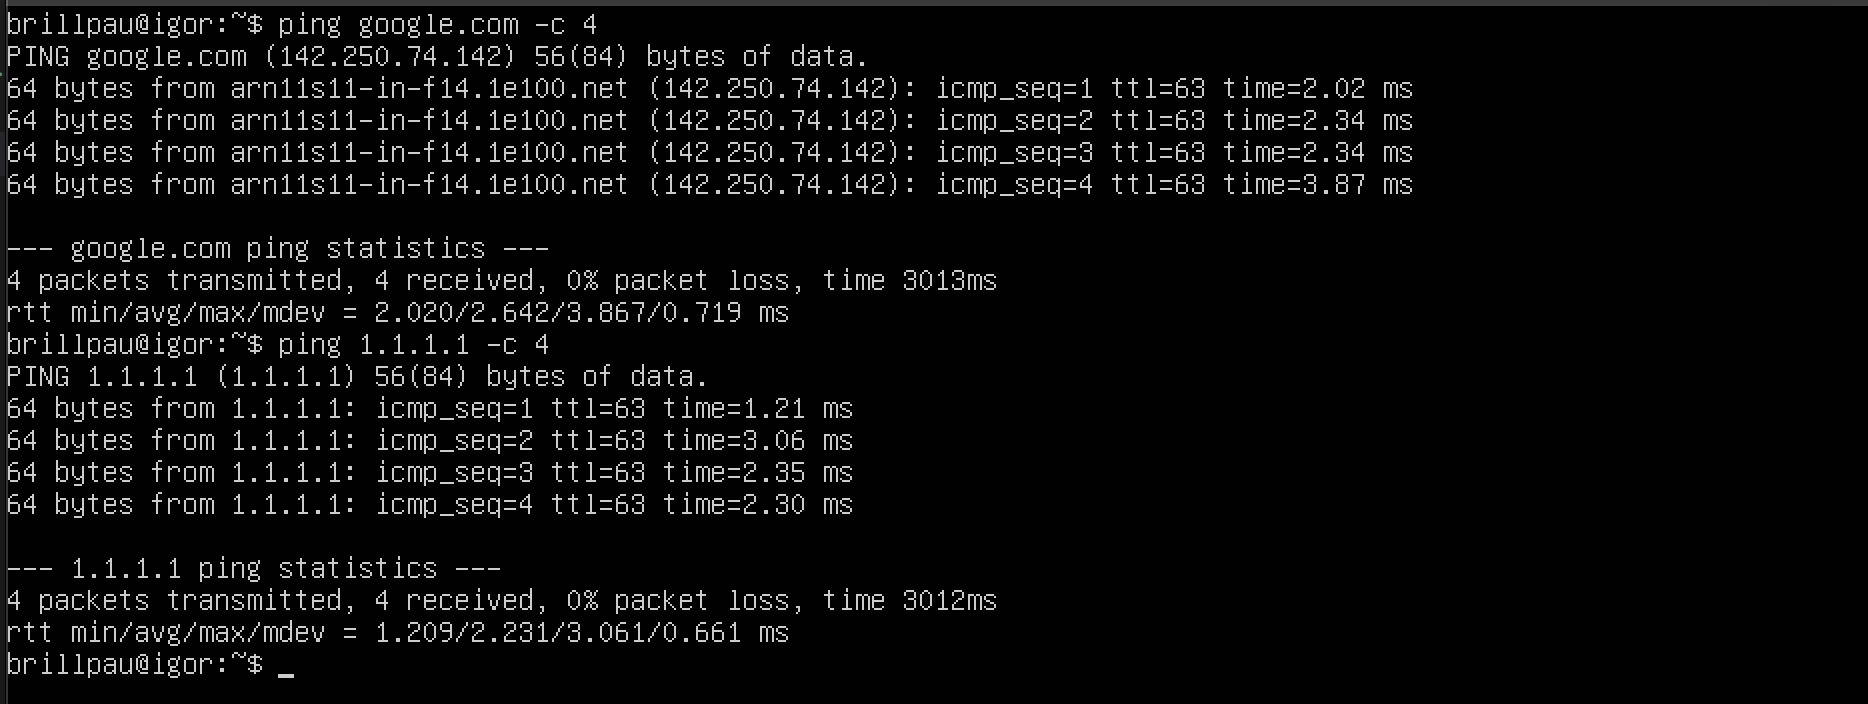 brillpau@igor:~$ ping google.com -c 4
PING google.com (142.250.74.142) 56(84) bytes of data.
64 bytes from arn11s11-in-f14.1e100.net (142.250.74.142): icmp_seq=1 ttl=63 time=2.02 ms
64 bytes from arn11s11-in-f14.1e100.net (142.250.74.142): icmp_seq=2 ttl=63 time=2.34 ms
64 bytes from arn11s11-in-f14.1e100.net (142.250.74.142): icmp_seq=3 ttl=63 time=2.34 ms
64 bytes from arn11s11-in-f14.1e100.net (142.250.74.142): icmp_seq=4 ttl=63 time=3.87 ms
--- google.com ping statistics ---
4 packets transmitted, 4 received, 0% packet loss, time 3013ms
rtt min/avg/max/mdev = 2.020/2.642/3.867/0.719 ms
brillpau@igor:~$ ping 1.1.1.1 -c 4
PING 1.1.1.1 (1.1.1.1) 56(84) bytes of data.
64 bytes from 1.1.1.1: icmp_seq=1 ttl=63 time=1.21 ms
64 bytes from 1.1.1.1: icmp_seq=2 ttl=63 time=3.06 ms
64 bytes from 1.1.1.1: icmp_seq=3 ttl=63 time=2.35 ms
64 bytes from 1.1.1.1: icmp_seq=4 ttl=63 time=2.30 ms
--- 1.1.1.1 ping statistics ---
4 packets transmitted, 4 received, 0% packet loss, time 3012ms
rtt min/avg/max/mdev = 1.209/2.231/3.061/0.661 ms
brillpau@igor:~$ _